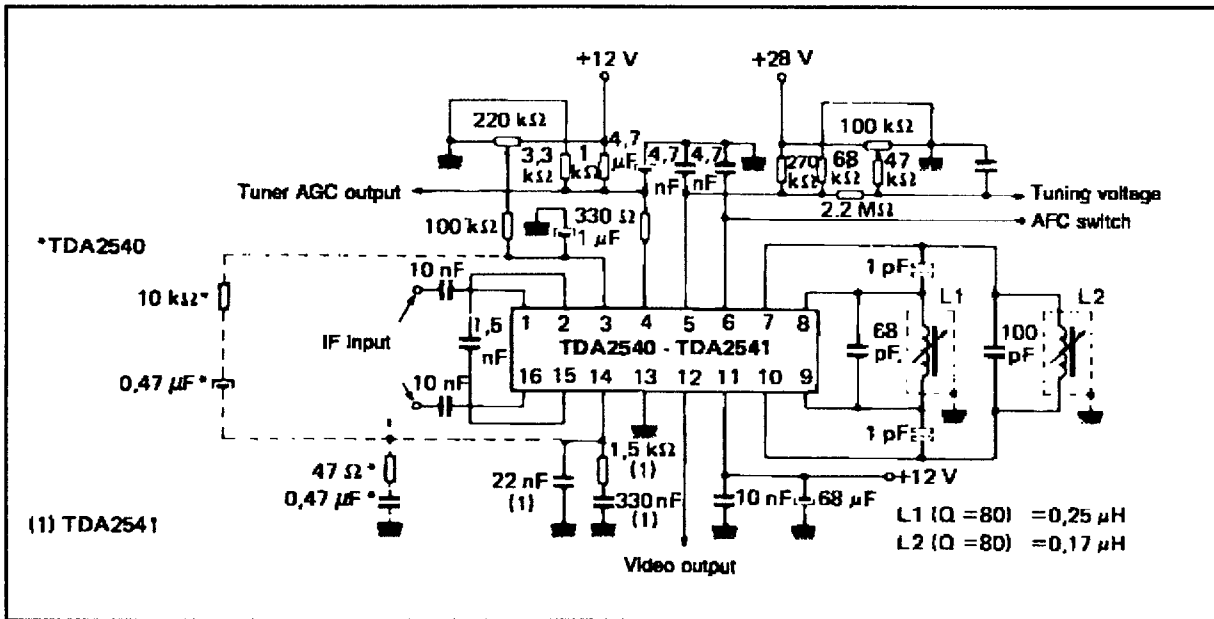 +12 V
+28 V
220 kΩ
100 kΩ
3,3 kΩ
1 kΩ
4,7 µF
4,7 nF
4,7 nF
270 kΩ
68 kΩ
47 kΩ
Tuner AGC output
Tuning voltage
2.2 MΩ
AFC switch
100 kΩ
330 Ω
1 µF
*TDA2540
10 nF
1 pF
L1
L2
10 kΩ*
IF Input
1,5 nF
1 2 3 4 5 6 7 8
TDA2540 - TDA2541
16 15 14 13 12 11 10 9
68 pF
100 pF
0,47 µF*
10 nF
1 pF
1,5 kΩ (1)
47 Ω*
22 nF (1)
+12 V
0,47 µF*
330 nF (1)
10 nF
68 µF
(1) TDA2541
L1 (Q = 80) = 0,25 µH
L2 (Q = 80) = 0,17 µH
Video output